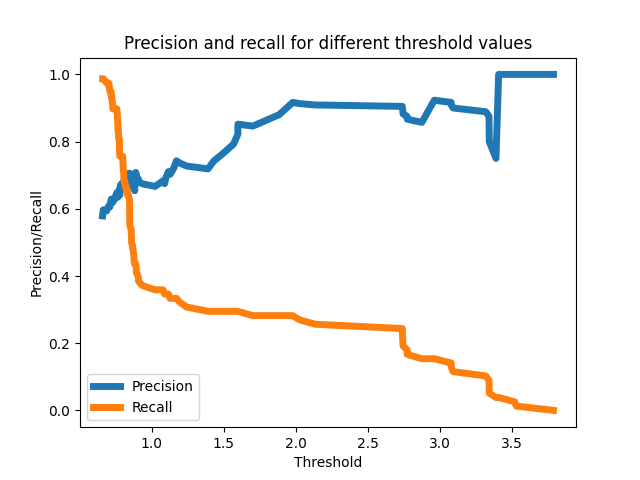 Precision and recall for different threshold values
1.0
0.8
0.6
0.4
0.2
0.0
Precision/Recall
Precision
Recall
1.0 1.5 2.0 2.5 3.0 3.5
Threshold